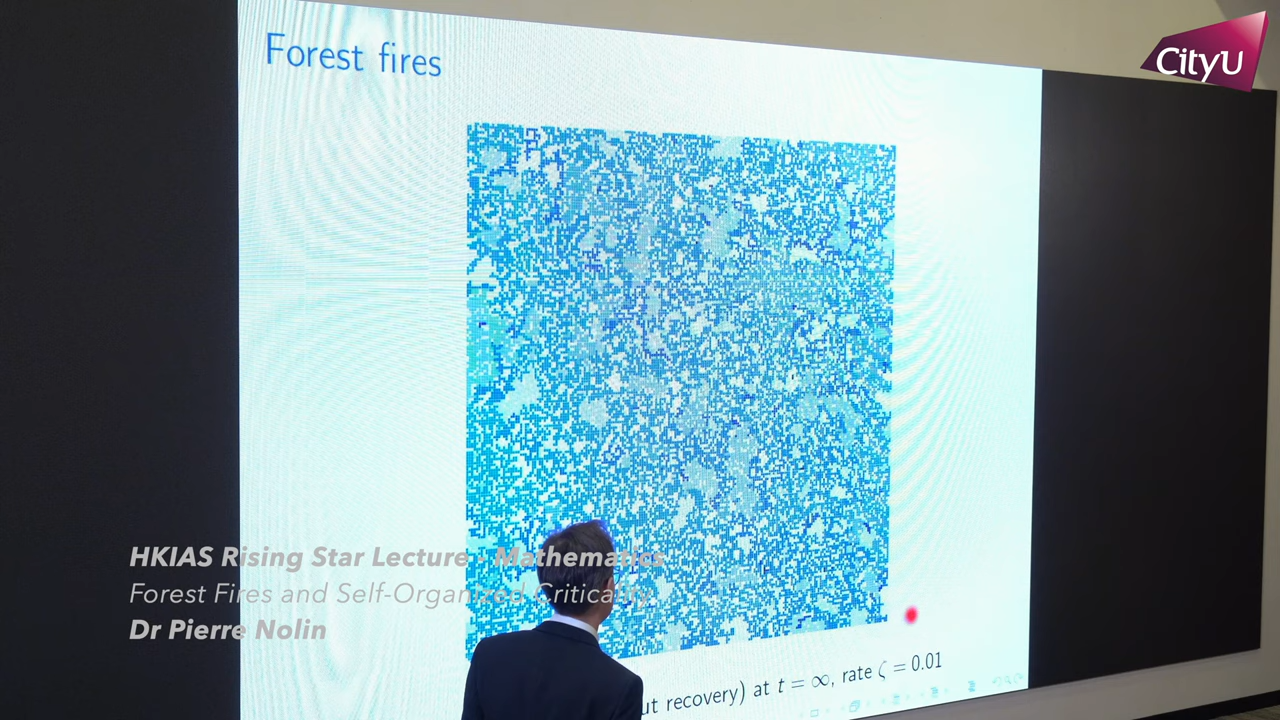 Forest fires
CityU
HKIAS Rising Star Lecture - Mathematics
Forest Fires and Self-Organized Criticality
Dr Pierre Nolin
recovery) at t = ∞, rate ζ = 0.01